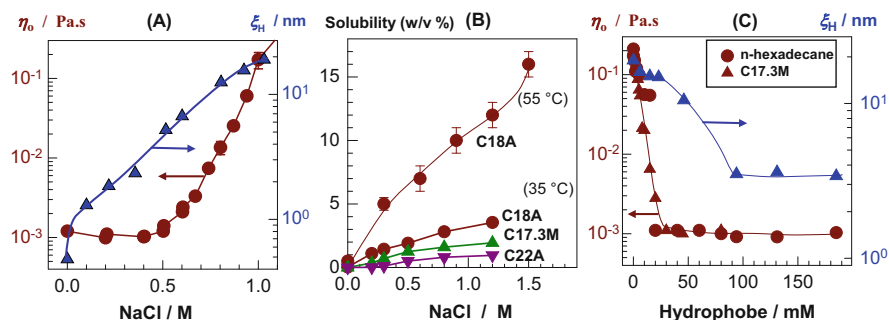 ηo / Pa.s (A) ξH / nm
10⁻¹
10⁻²
10⁻³
10¹
10⁰
0.0 0.5 1.0
NaCl / M
Solubility (w/v %) (B)
15
10
5
0
(55 °C)
C18A
(35 °C)
C18A
C17.3M
C22A
0.0 0.5 1.0 1.5
NaCl / M
ηo / Pa.s (C) ξH / nm
n-hexadecane
C17.3M
10⁻¹
10⁻²
10⁻³
10¹
10⁰
0 50 100 150
Hydrophobe / mM